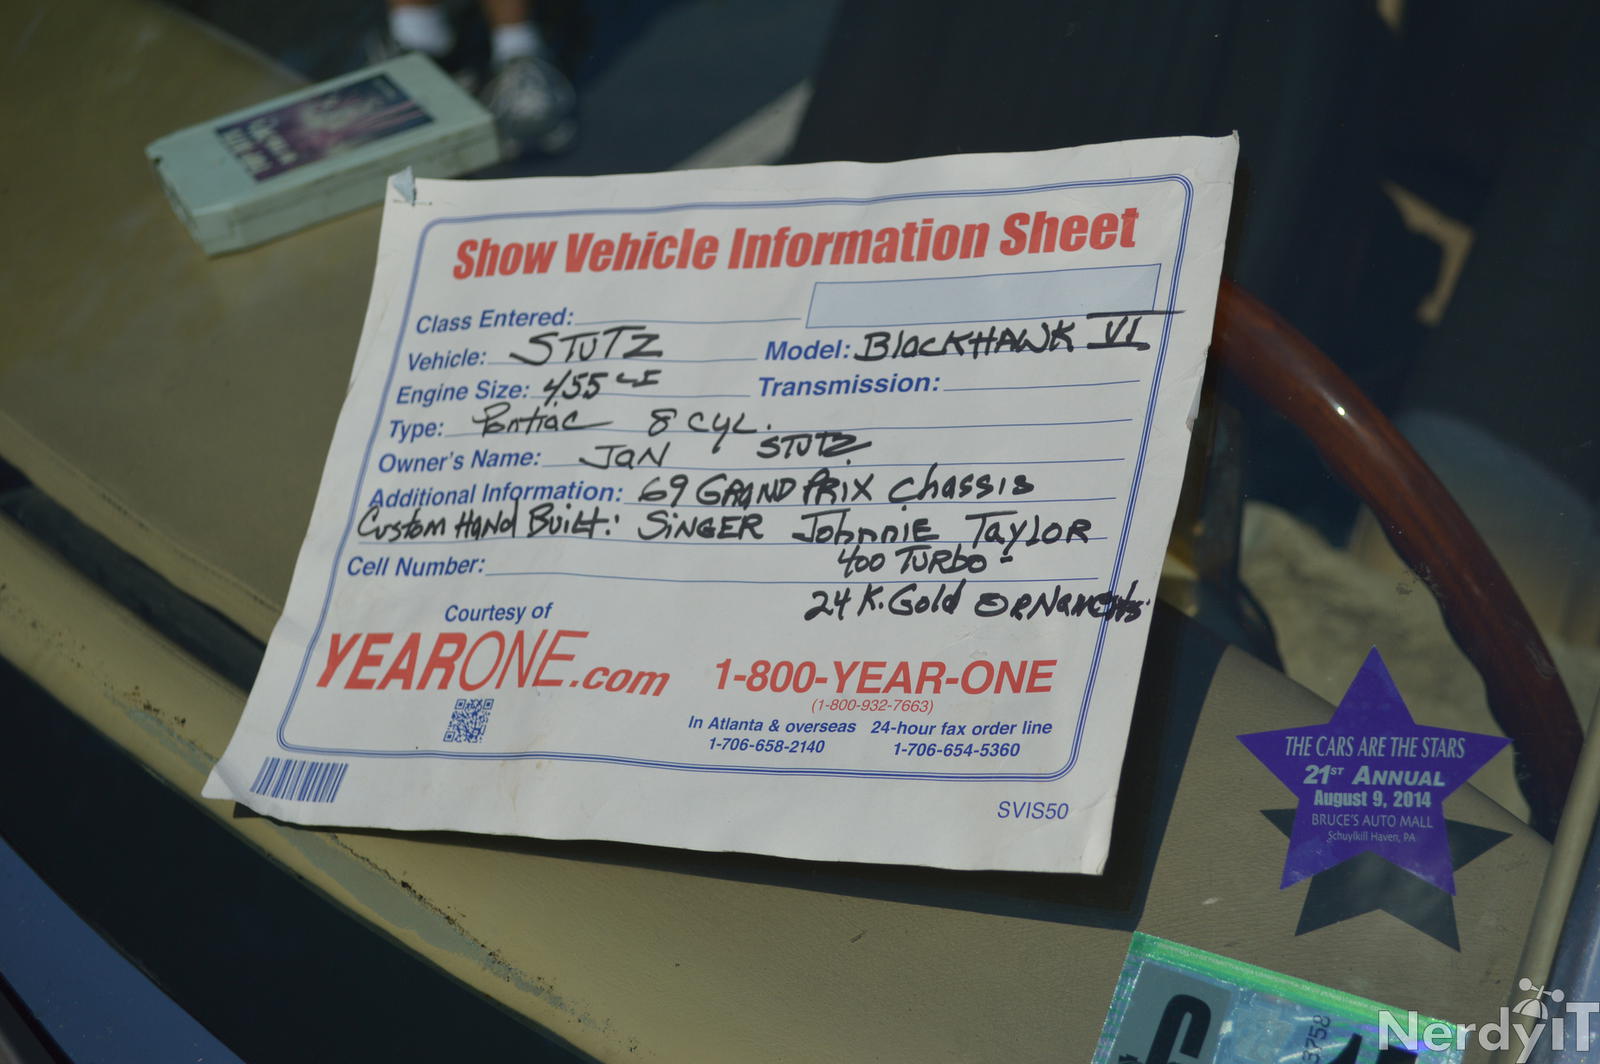 Show Vehicle Information Sheet
Class Entered:
Vehicle: STUTZ Model: BlacKHAWK VI
Engine Size: 455 CI Transmission:
Type: Pontiac 8 CYL.
Owner's Name: JaN STUTZ
Additional Information: 69 GRAND PRIX Chassis
Custom Hand Built: SiNGER JohnniE TayLOR
Cell Number: 400 TURBO -
24 K. Gold ORNaments
Courtesy of
YEARONE.com 1-800-YEAR-ONE
(1-800-932-7663)
In Atlanta & overseas 24-hour fax order line
1-706-658-2140 1-706-654-5360
SVIS50
THE CARS ARE THE STARS
21ST ANNUAL
August 9, 2014
BRUCE'S AUTO MALL
Schuylkill Haven, PA
3758
NerdyiT